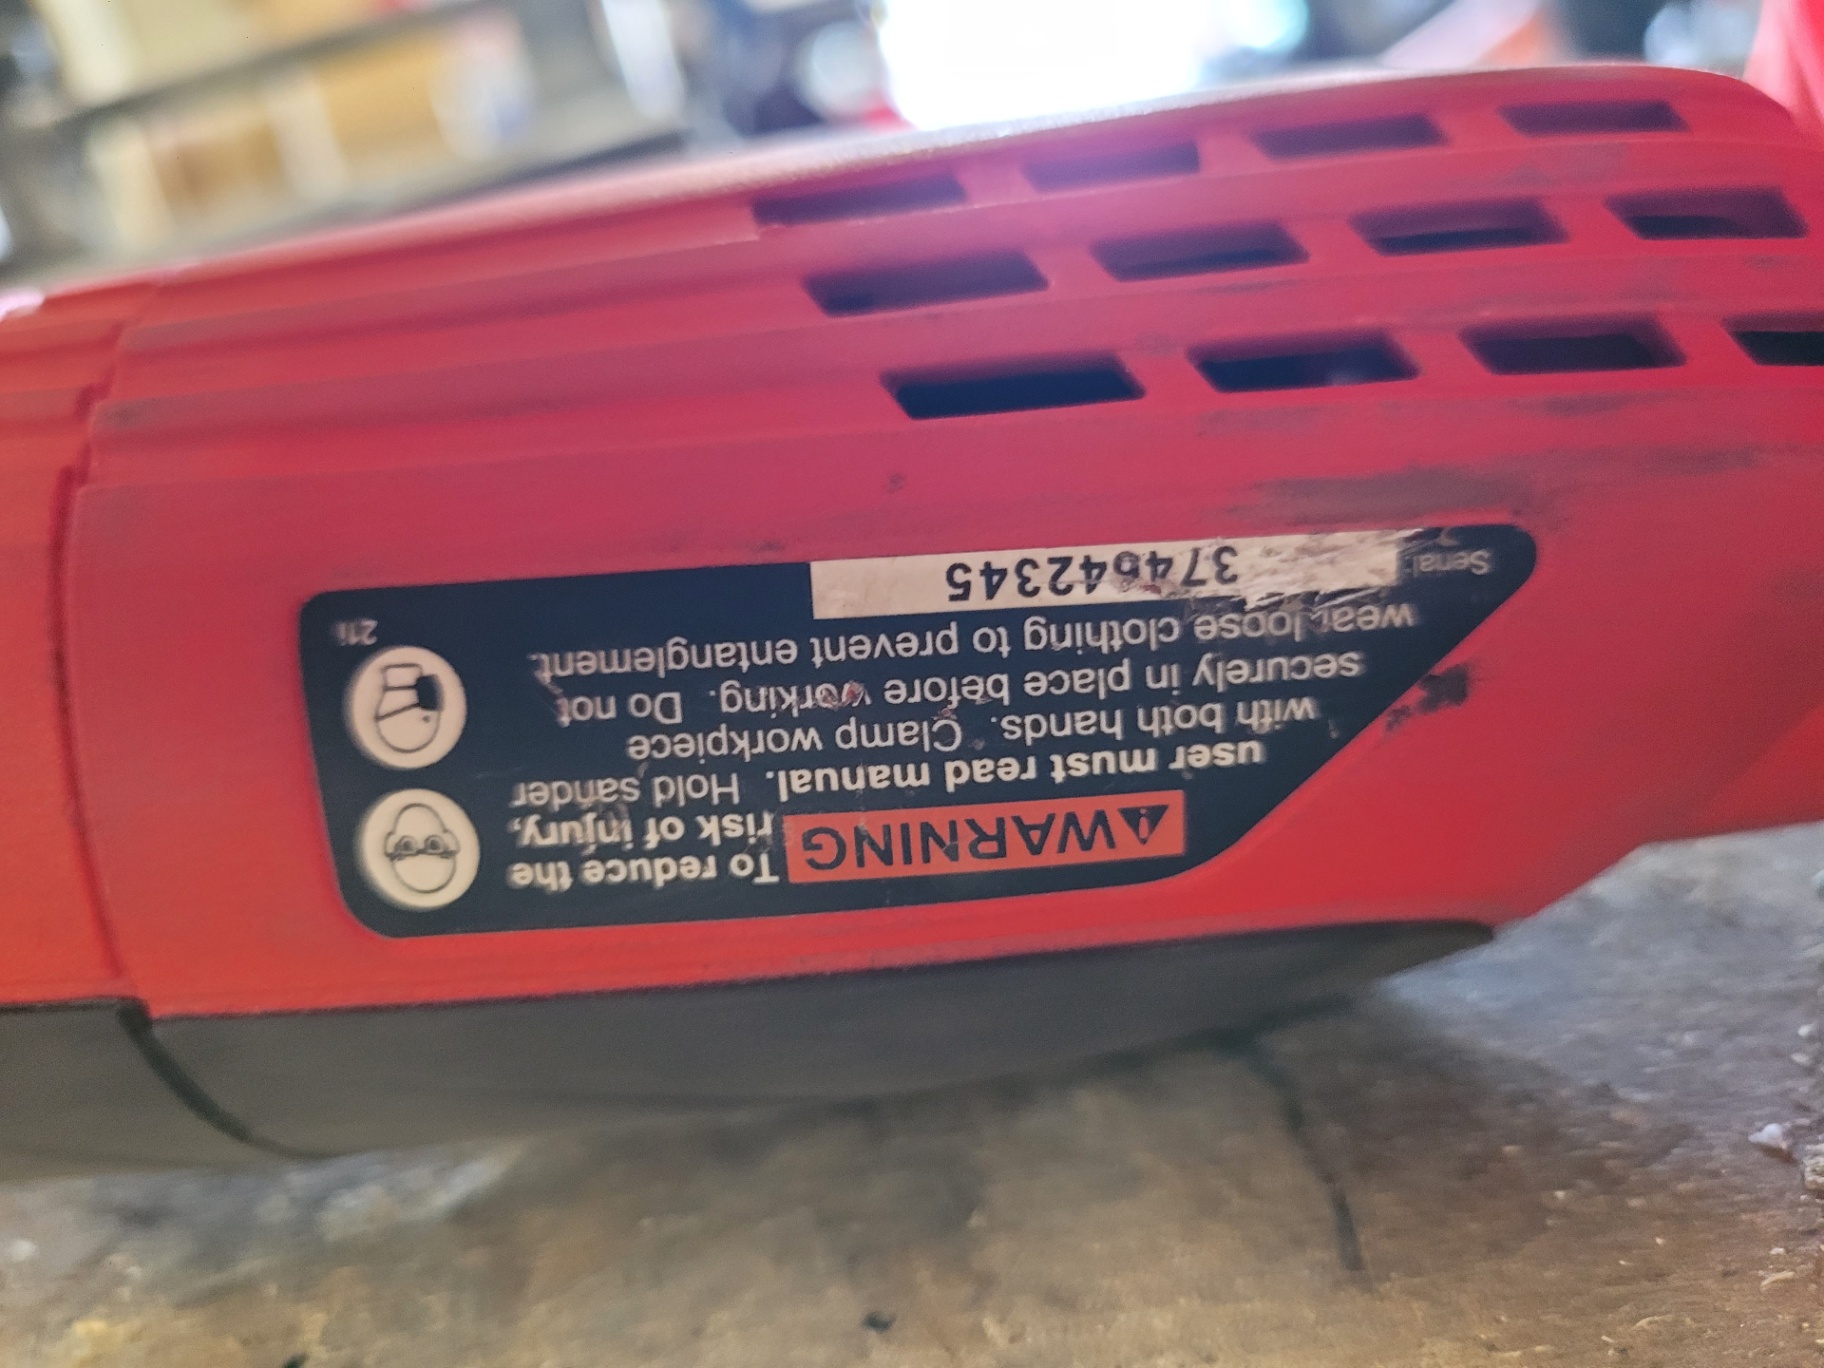 ⚠WARNING To reduce the
risk of injury,
user must read manual. Hold sander
with both hands. Clamp workpiece
securely in place before working. Do not
wear loose clothing to prevent entanglement.
Serial:
374642345